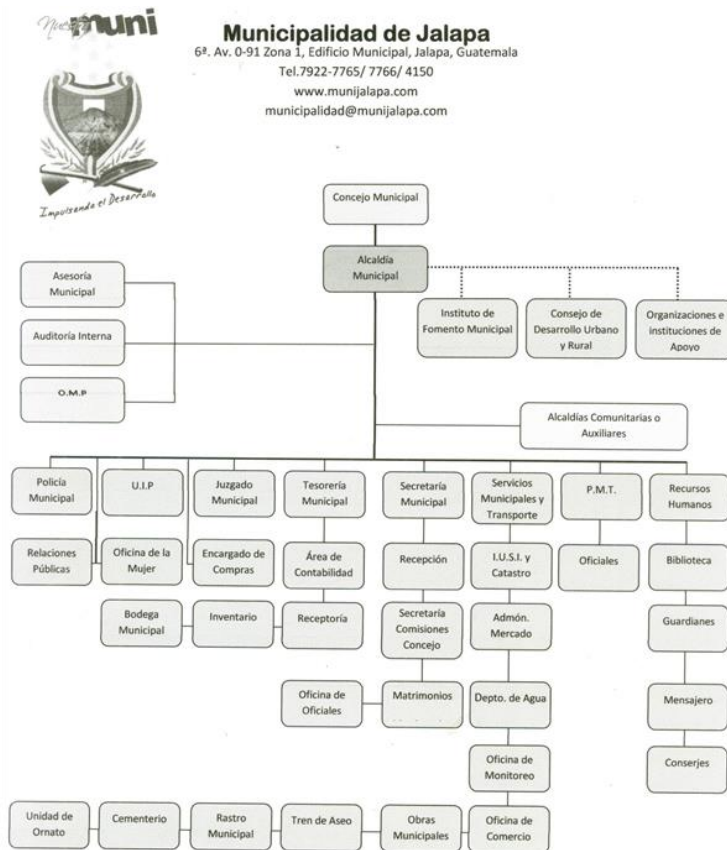 Nuestra
muni
Impulsando el Desarrollo
Municipalidad de Jalapa
6ª. Av. 0-91 Zona 1, Edificio Municipal, Jalapa, Guatemala
Tel.7922-7765/ 7766/ 4150
www.munijalapa.com
municipalidad@munijalapa.com
Concejo Municipal
Alcaldía
Municipal
Asesoría
Municipal
Auditoría Interna
O.M.P
Instituto de
Fomento Municipal
Consejo de
Desarrollo Urbano
y Rural
Organizaciones e
instituciones de
Apoyo
Alcaldías Comunitarias o
Auxiliares
Policía
Municipal
U.I.P
Juzgado
Municipal
Tesorería
Municipal
Secretaría
Municipal
Servicios
Municipales y
Transporte
P.M.T.
Recursos
Humanos
Relaciones
Públicas
Oficina de la
Mujer
Encargado de
Compras
Área de
Contabilidad
Recepción
I.U.S.I. y
Catastro
Oficiales
Biblioteca
Bodega
Municipal
Inventario
Receptoría
Secretaría
Comisiones
Concejo
Admón.
Mercado
Guardianes
Oficina de
Oficiales
Matrimonios
Depto. de Agua
Mensajero
Oficina de
Monitoreo
Conserjes
Unidad de
Ornato
Cementerio
Rastro
Municipal
Tren de Aseo
Obras
Municipales
Oficina de
Comercio